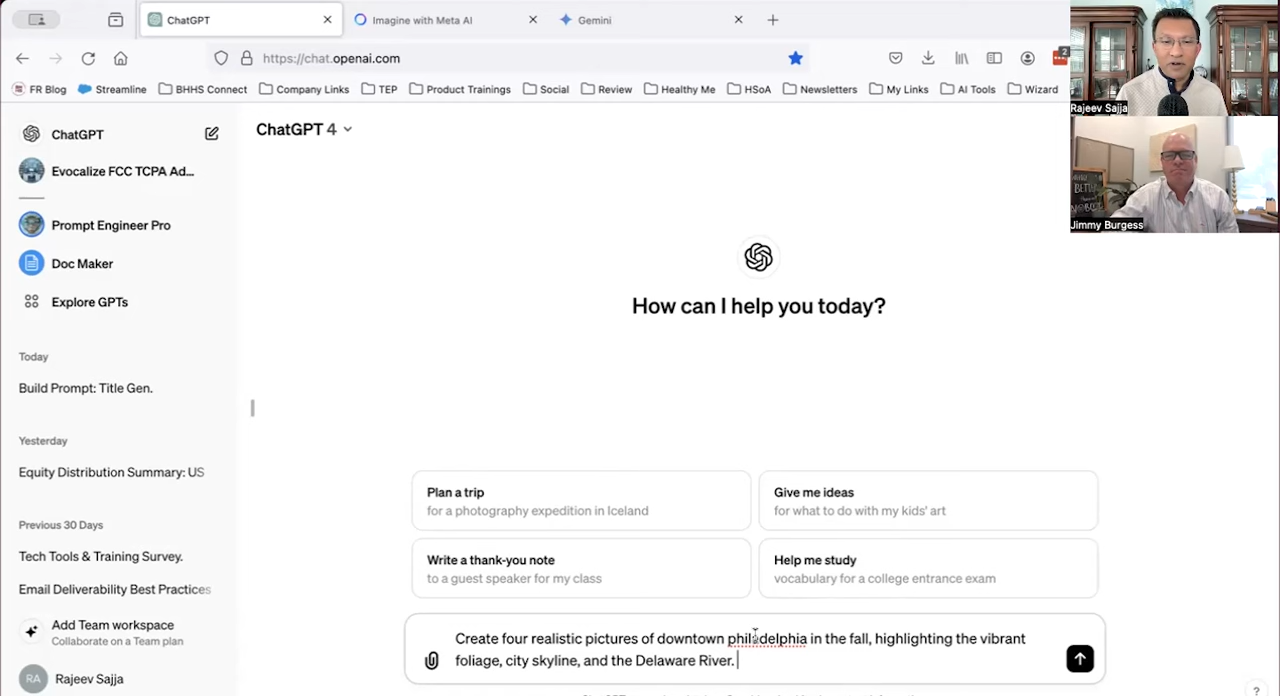 ChatGPT
Imagine with Meta AI
Gemini
https://chat.openai.com
2
FR Blog
Streamline
BHHS Connect
Company Links
TEP
Product Trainings
Social
Review
Healthy Me
HSoA
Newsletters
My Links
AI Tools
Wizard
Rajeev Sajja
Jimmy Burgess
BETTER
ChatGPT
ChatGPT 4
Evocalize FCC TCPA Ad...
Prompt Engineer Pro
Doc Maker
Explore GPTs
Today
Build Prompt: Title Gen.
Yesterday
Equity Distribution Summary: US
Previous 30 Days
Tech Tools & Training Survey.
Email Deliverability Best Practices
Add Team workspace
Collaborate on a Team plan
RA
Rajeev Sajja
How can I help you today?
Plan a trip
for a photography expedition in Iceland
Give me ideas
for what to do with my kids' art
Write a thank-you note
to a guest speaker for my class
Help me study
vocabulary for a college entrance exam
Create four realistic pictures of downtown philidelphia in the fall, highlighting the vibrant
foliage, city skyline, and the Delaware River.
?